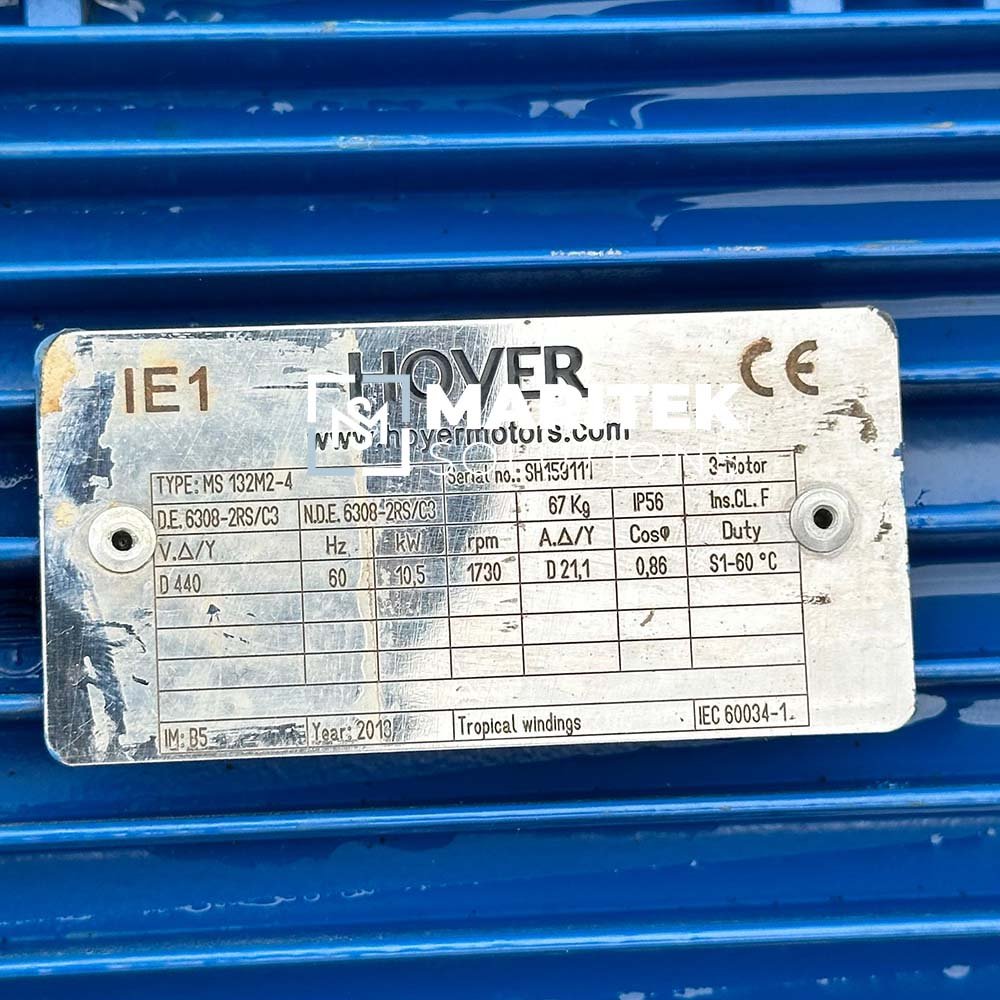 IE1 HOYER CE
MARITEK
SOLUTIONS
www.hoyermotors.com
TYPE: MS 132M2-4 Serial no.: SH159111 3~Motor
D.E. 6308-2RS/C3 N.D.E. 6308-2RS/C3 67 Kg IP56 Ins.CL. F
V.Δ/Y Hz kW rpm A.Δ/Y Cosφ Duty
D 440 60 10,5 1730 D 21,1 0,86 S1-60 °C
IM: B5 Year: 2013 Tropical windings IEC 60034-1